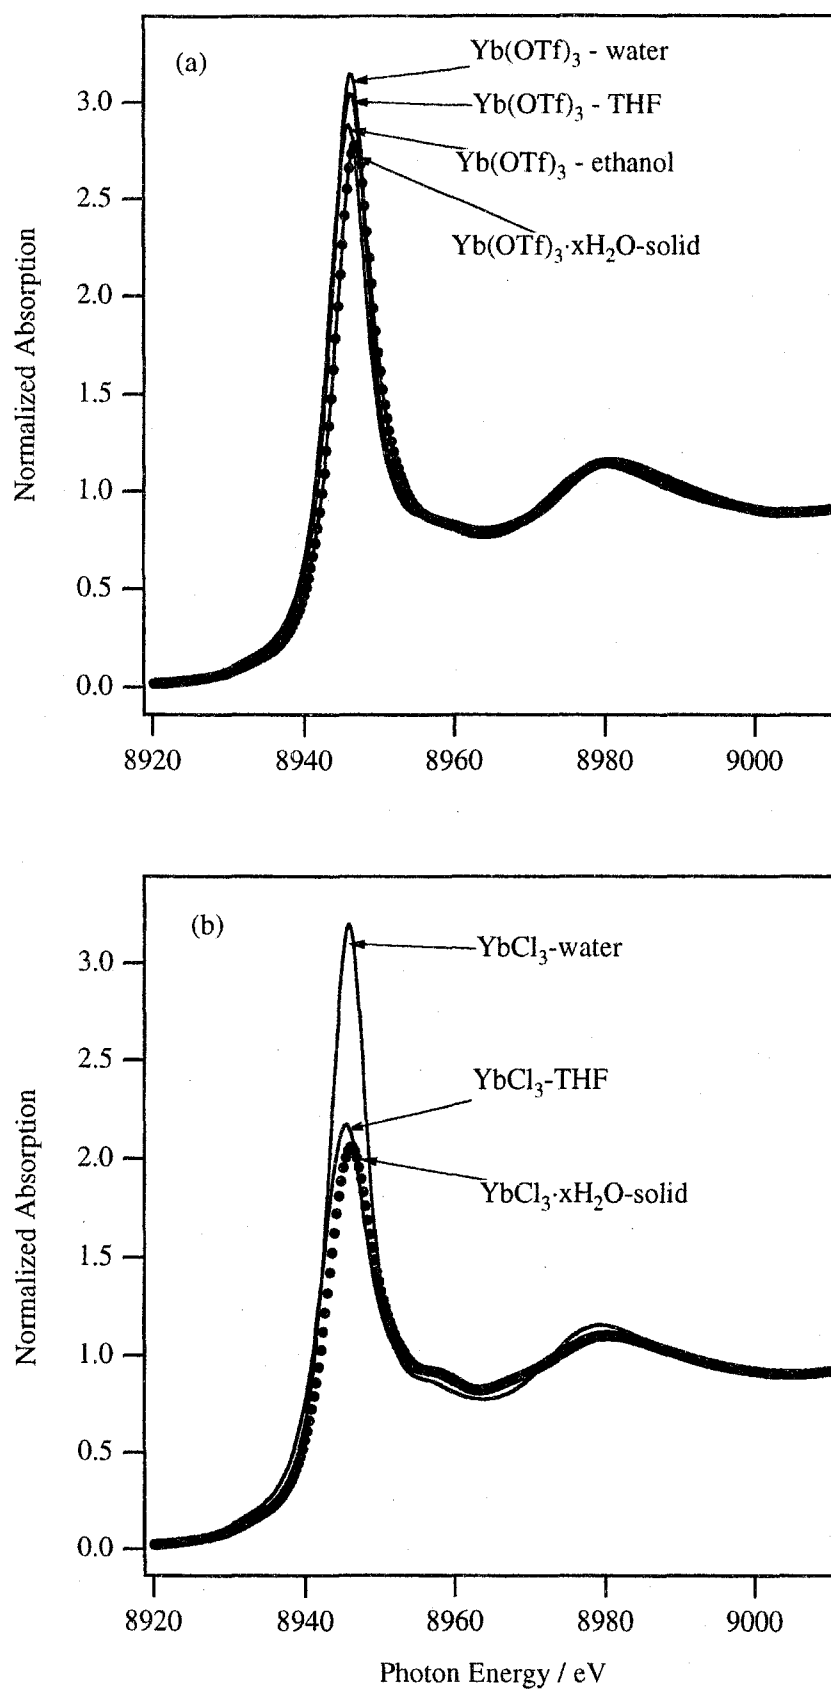 (a)
Yb(OTf)₃ - water
Yb(OTf)₃ - THF
Yb(OTf)₃ - ethanol
Yb(OTf)₃·xH₂O-solid
Normalized Absorption
3.0
2.5
2.0
1.5
1.0
0.5
0.0
8920 8940 8960 8980 9000
(b)
YbCl₃-water
YbCl₃-THF
YbCl₃·xH₂O-solid
Normalized Absorption
3.0
2.5
2.0
1.5
1.0
0.5
0.0
8920 8940 8960 8980 9000
Photon Energy / eV